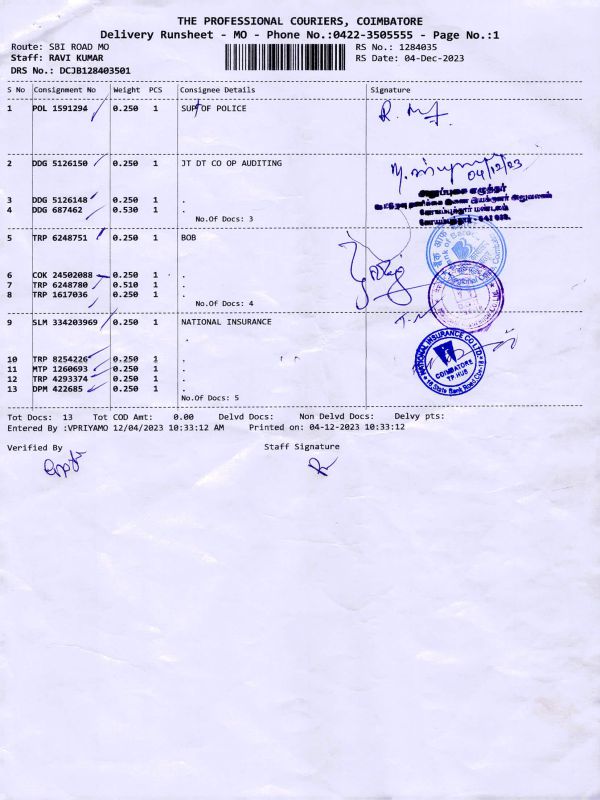 THE PROFESSIONAL COURIERS, COIMBATORE
Delivery Runsheet - MO - Phone No.:0422-3505555 - Page No.:1
Route: SBI ROAD MO
Staff: RAVI KUMAR
DRS No.: DCJB128403501
RS No.: 1284035
RS Date: 04-Dec-2023
S No Consignment No Weight PCS Consignee Details Signature
1 POL 1591294 0.250 1 SUPT OF POLICE
2 DDG 5126150 0.250 1 JT DT CO OP AUDITING
04/12/23
3 DDG 5126148 0.250 1 .
4 DDG 687462 0.530 1 .
No.Of Docs: 3
5 TRP 6248751 0.250 1 BOB
6 COK 24502088 0.250 1 .
7 TRP 6248780 0.510 1 .
8 TRP 1617036 0.250 1 .
No.Of Docs: 4
9 SLM 334203969 0.250 1 NATIONAL INSURANCE
.
10 TRP 8254226 0.250 1 .
11 MTP 1260693 0.250 1 .
12 TRP 4293374 0.250 1 .
13 DPM 422685 0.250 1 .
No.Of Docs: 5
NATIONAL INSURANCE CO LTD.
COIMBATORE
TP.HUB
Tot Docs: 13 Tot COD Amt: 0.00 Delvd Docs: Non Delvd Docs: Delvy pts:
Entered By :VPRIYAMO 12/04/2023 10:33:12 AM Printed on: 04-12-2023 10:33:12
Verified By Staff Signature